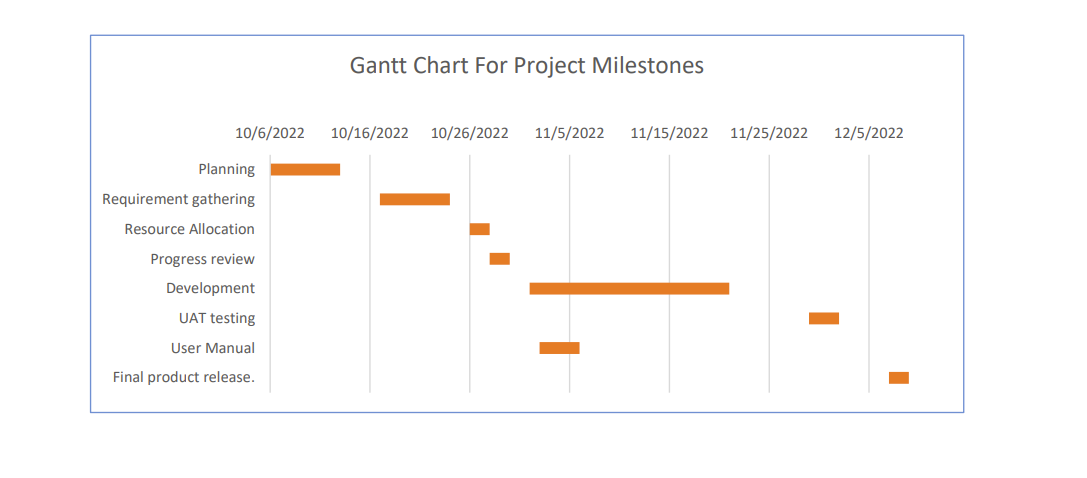 Gantt Chart For Project Milestones
10/6/2022 10/16/2022 10/26/2022 11/5/2022 11/15/2022 11/25/2022 12/5/2022
Planning
Requirement gathering
Resource Allocation
Progress review
Development
UAT testing
User Manual
Final product release.